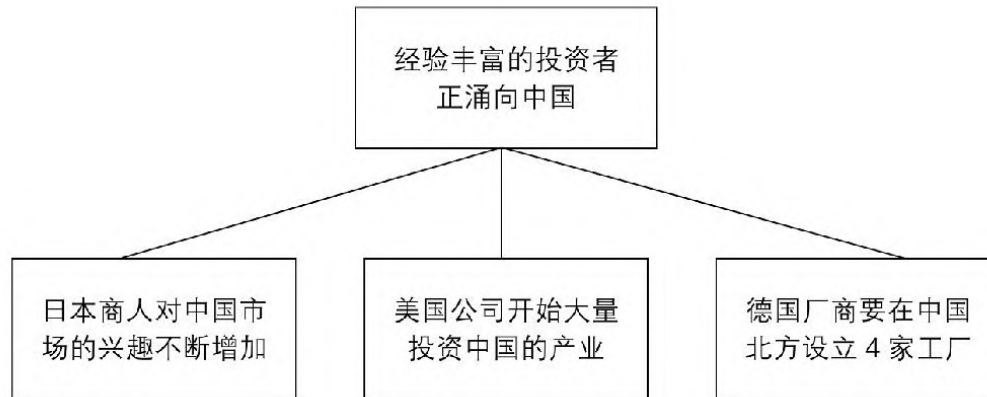 经验丰富的投资者
正涌向中国
日本商人对中国市
场的兴趣不断增加
美国公司开始大量
投资中国的产业
德国厂商要在中国
北方设立 4 家工厂